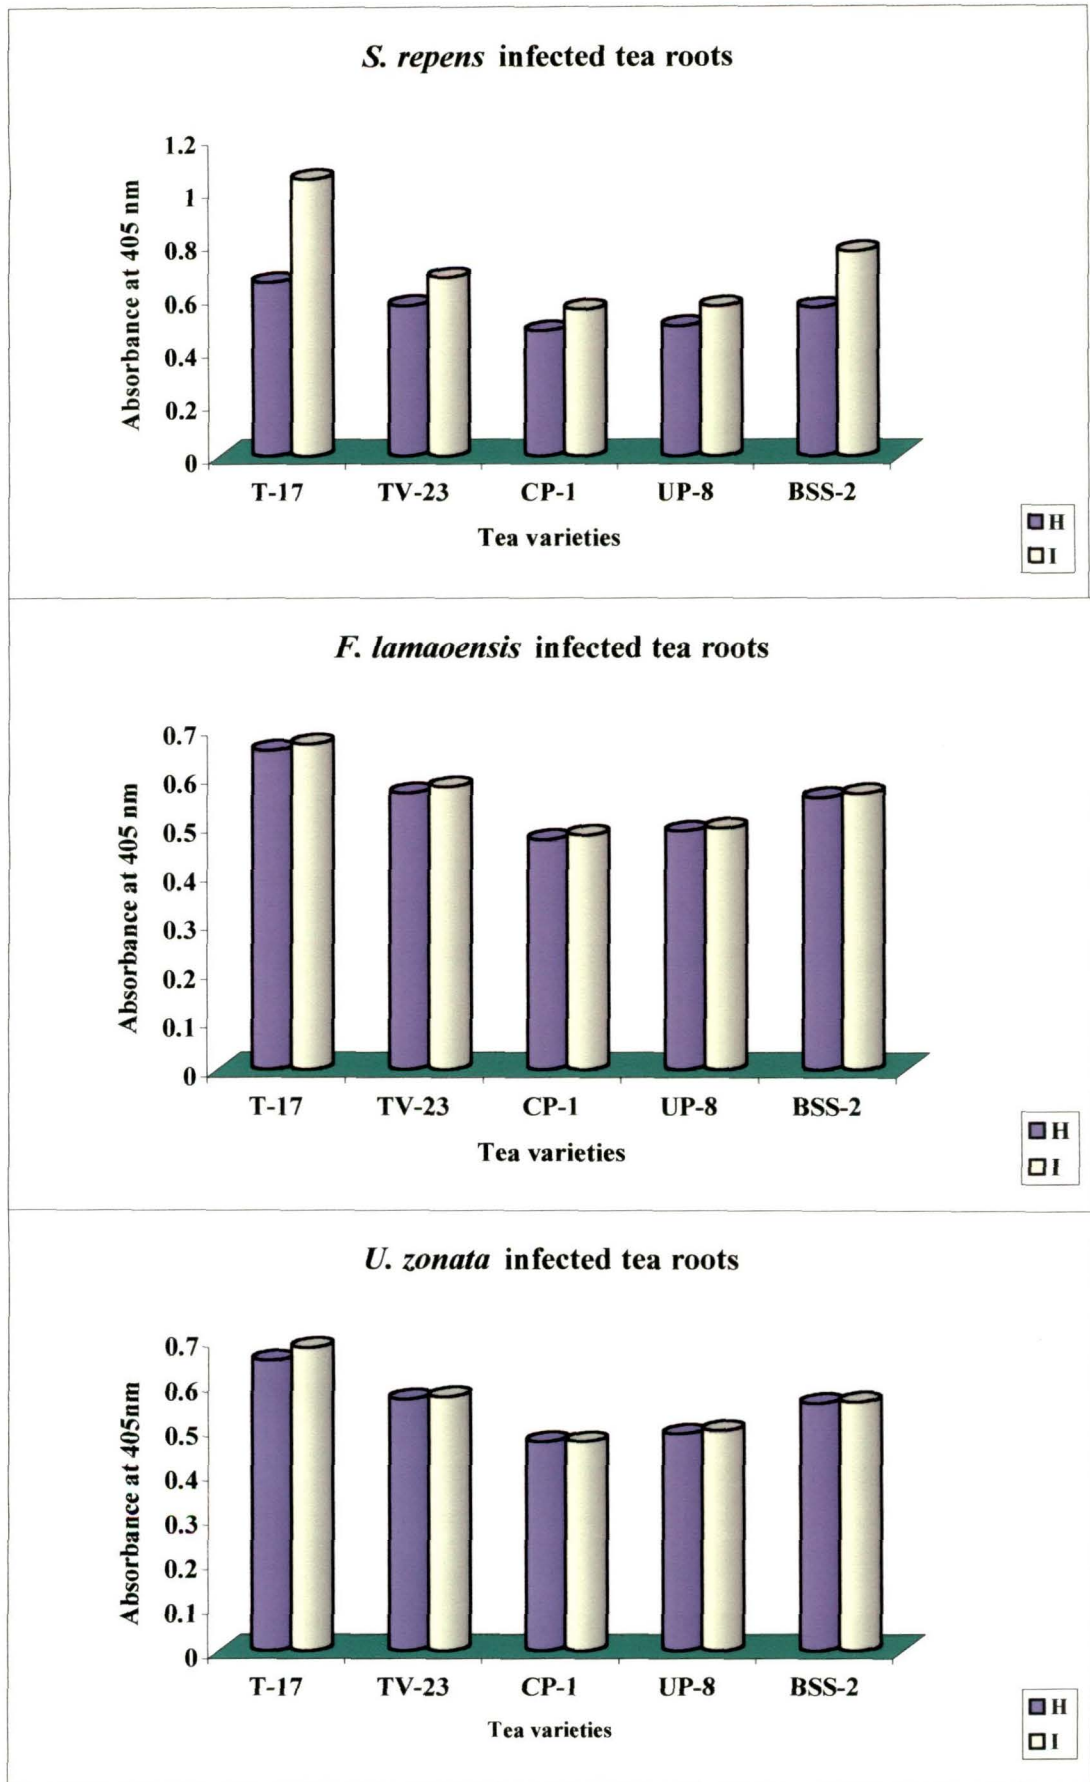 S. repens infected tea roots
Absorbance at 405 nm
1.2
1
0.8
0.6
0.4
0.2
0
T-17 TV-23 CP-1 UP-8 BSS-2
Tea varieties
H
I
F. lamaoensis infected tea roots
Absorbance at 405 nm
0.7
0.6
0.5
0.4
0.3
0.2
0.1
0
T-17 TV-23 CP-1 UP-8 BSS-2
Tea varieties
H
I
U. zonata infected tea roots
Absorbance at 405nm
0.7
0.6
0.5
0.4
0.3
0.2
0.1
0
T-17 TV-23 CP-1 UP-8 BSS-2
Tea varieties
H
I